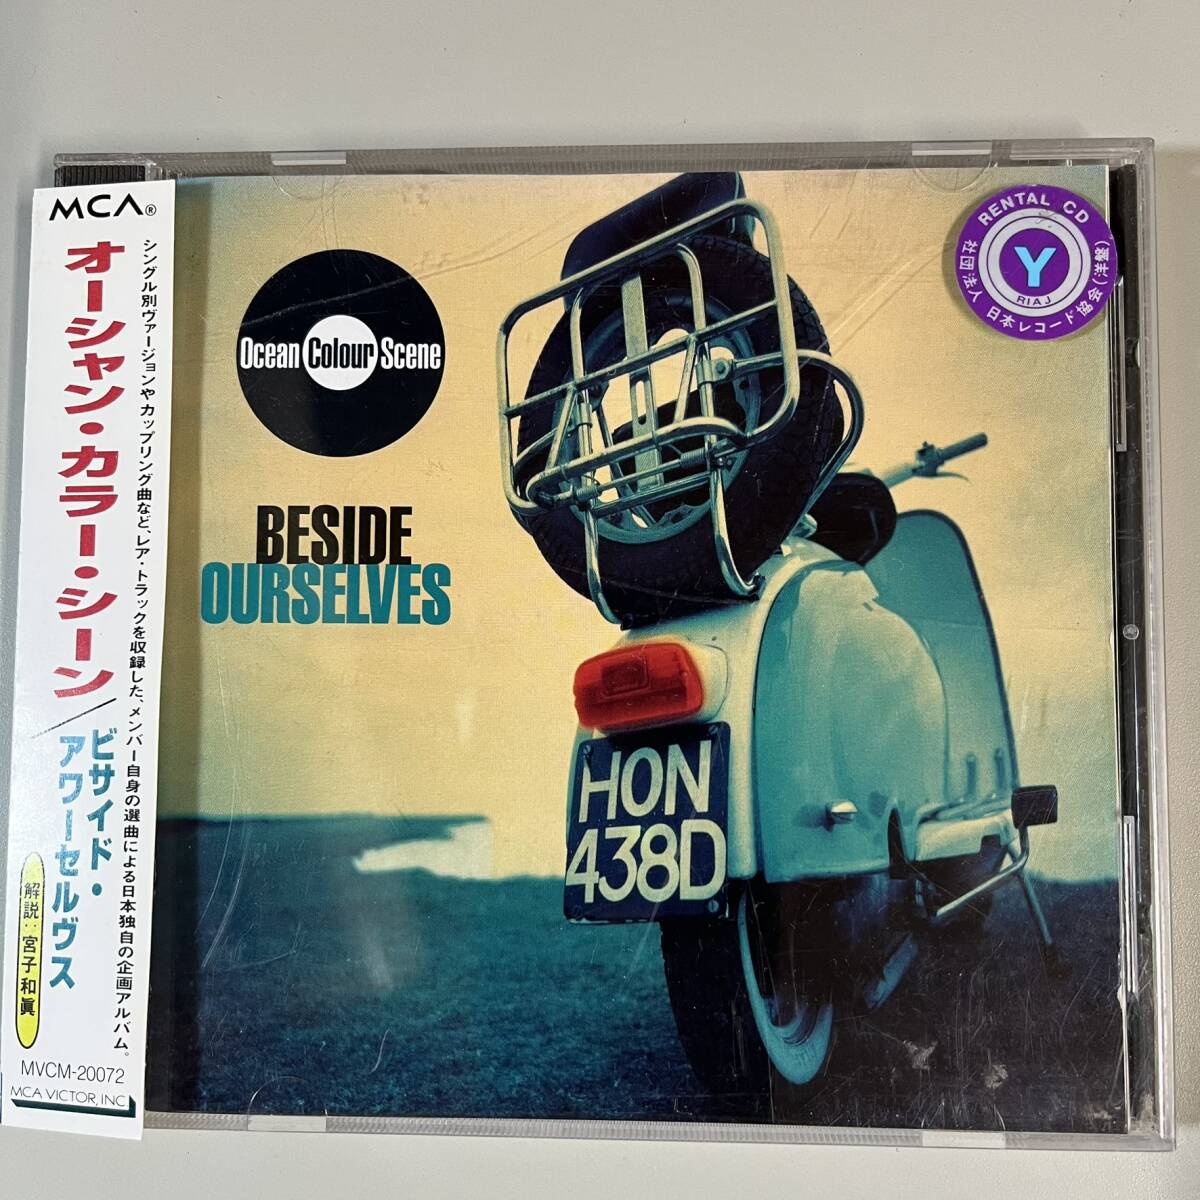 MCA®
オーシャン・カラー・シーン/
ビサイド・
アワーセルヴス
シングル別ヴァージョンやカップリング曲など、レア・トラックを収録した、メンバー自身の選曲による日本独自の企画アルバム。
解説:宮子和眞
MVCM-20072
MCA VICTOR, INC
Ocean Colour Scene
BESIDE
OURSELVES
RENTAL CD
Y
RIAJ
社団法人 日本レコード協会(洋盤)
HON
438D